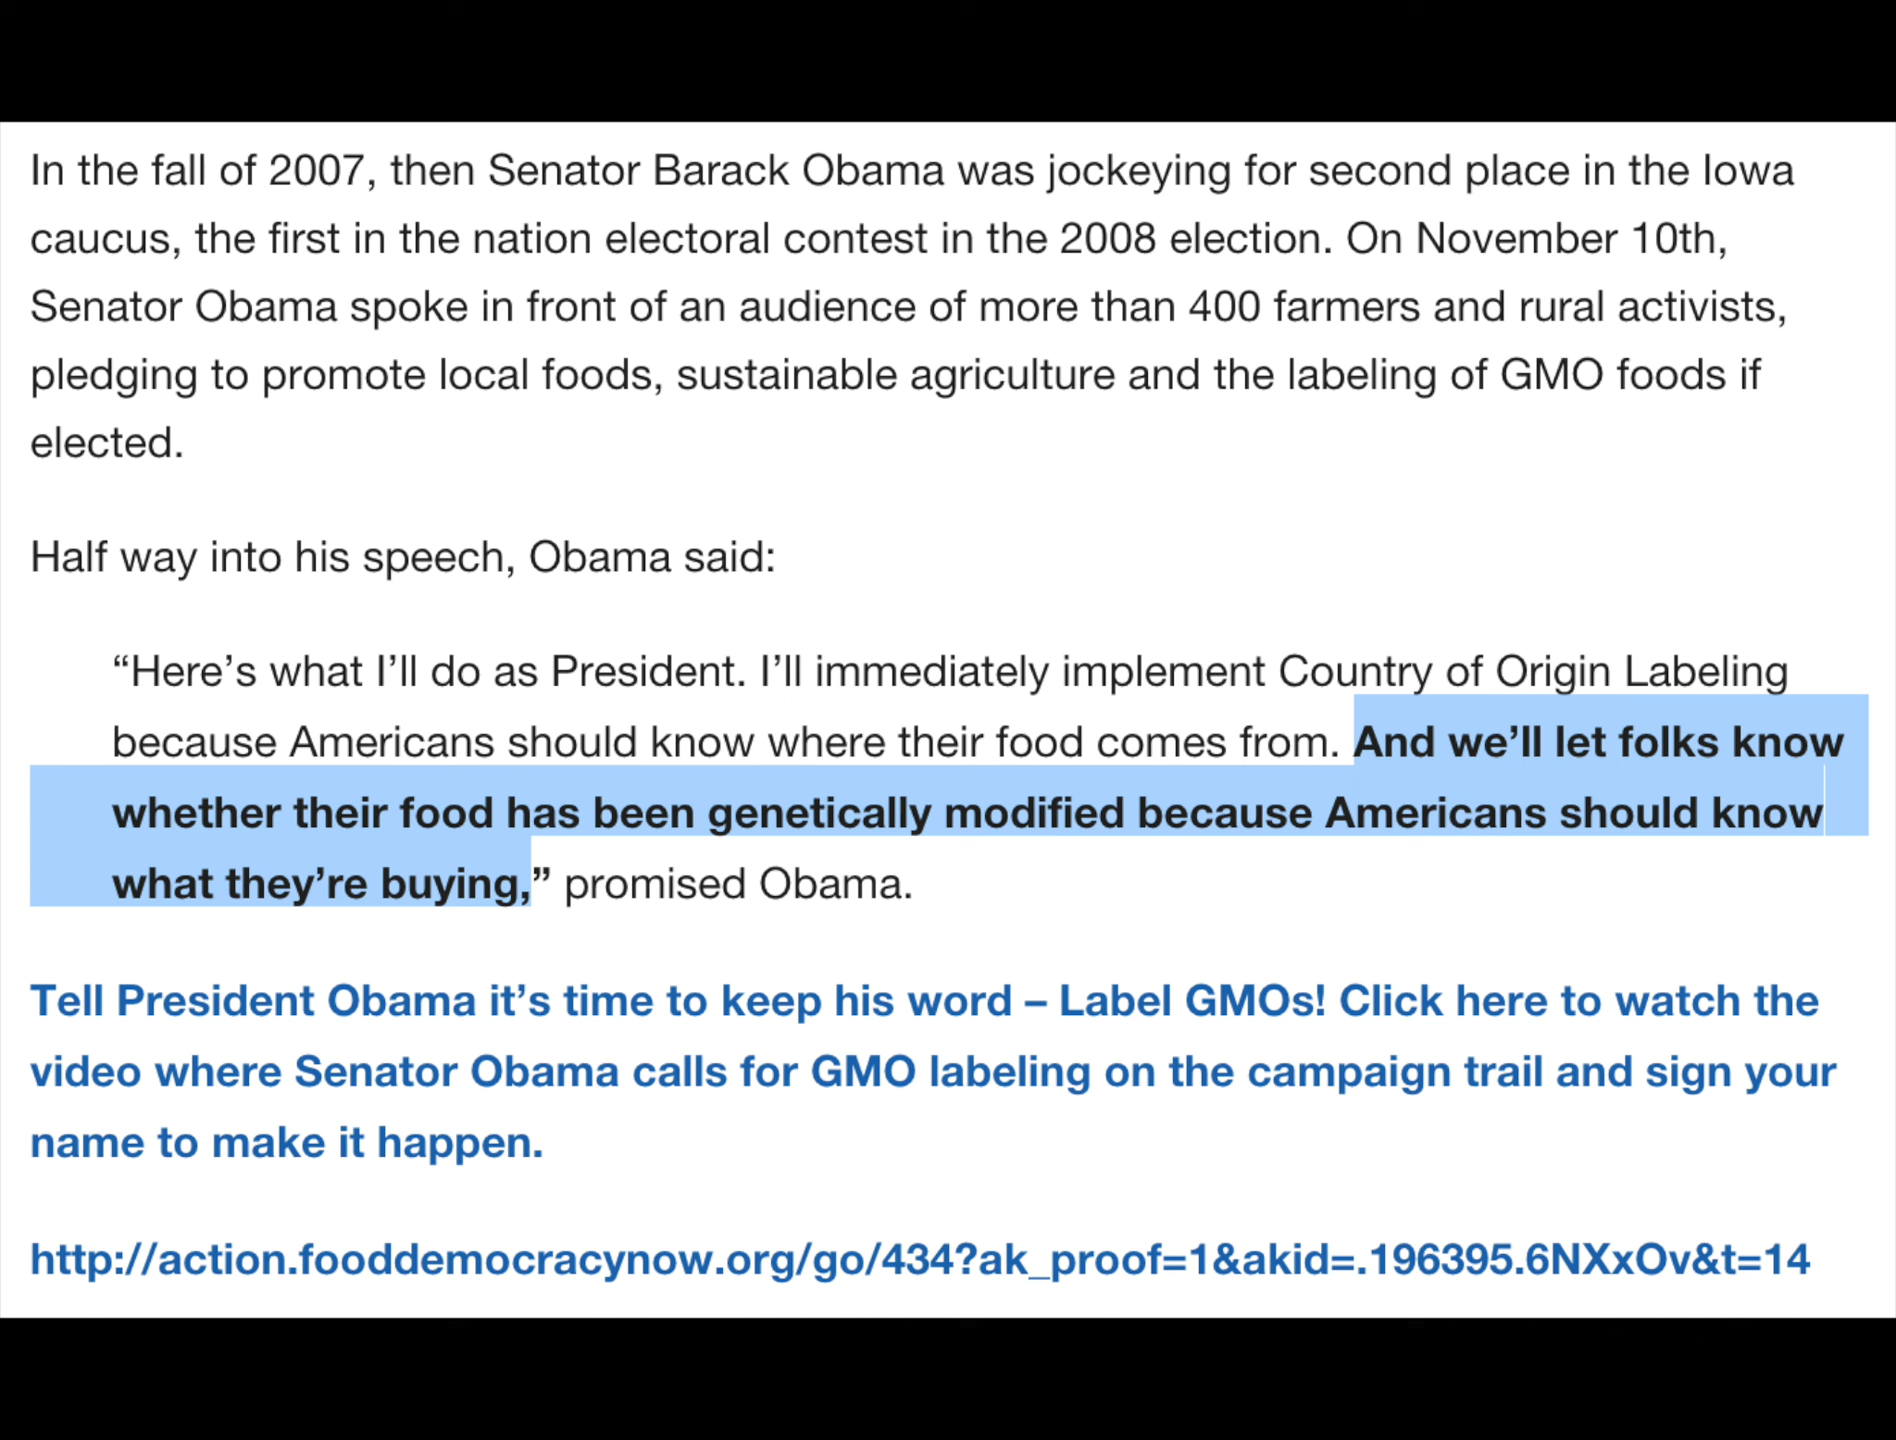 In the fall of 2007, then Senator Barack Obama was jockeying for second place in the Iowa
caucus, the first in the nation electoral contest in the 2008 election. On November 10th,
Senator Obama spoke in front of an audience of more than 400 farmers and rural activists,
pledging to promote local foods, sustainable agriculture and the labeling of GMO foods if
elected.
Half way into his speech, Obama said:
“Here’s what I’ll do as President. I’ll immediately implement Country of Origin Labeling
because Americans should know where their food comes from. And we’ll let folks know
whether their food has been genetically modified because Americans should know
what they’re buying,” promised Obama.
Tell President Obama it’s time to keep his word – Label GMOs! Click here to watch the
video where Senator Obama calls for GMO labeling on the campaign trail and sign your
name to make it happen.
http://action.fooddemocracynow.org/go/434?ak_proof=1&akid=.196395.6NXxOv&t=14